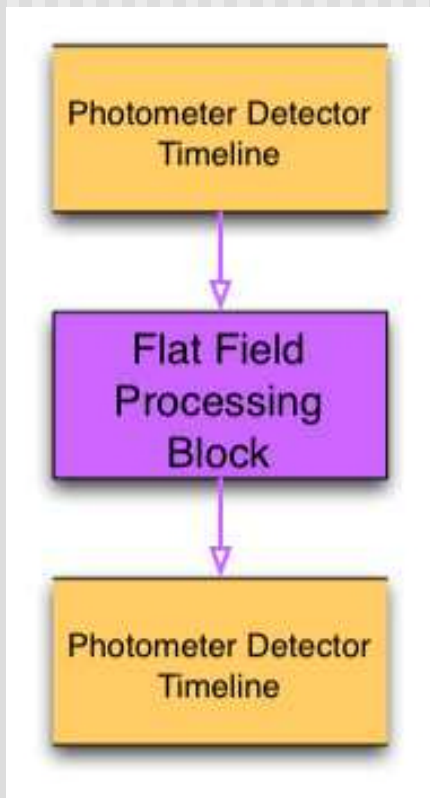 Photometer Detector
Timeline
Flat Field
Processing
Block
Photometer Detector
Timeline